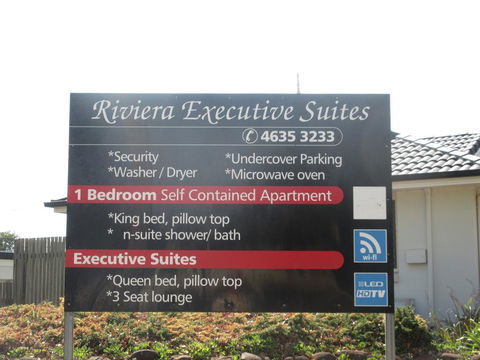 Riviera Executive Suites
4635 3233
*Security *Undercover Parking
*Washer / Dryer *Microwave oven
1 Bedroom Self Contained Apartment
*King bed, pillow top
* n-suite shower/ bath
wi-fi
Executive Suites
*Queen bed, pillow top
*3 Seat lounge
LED
HDTV